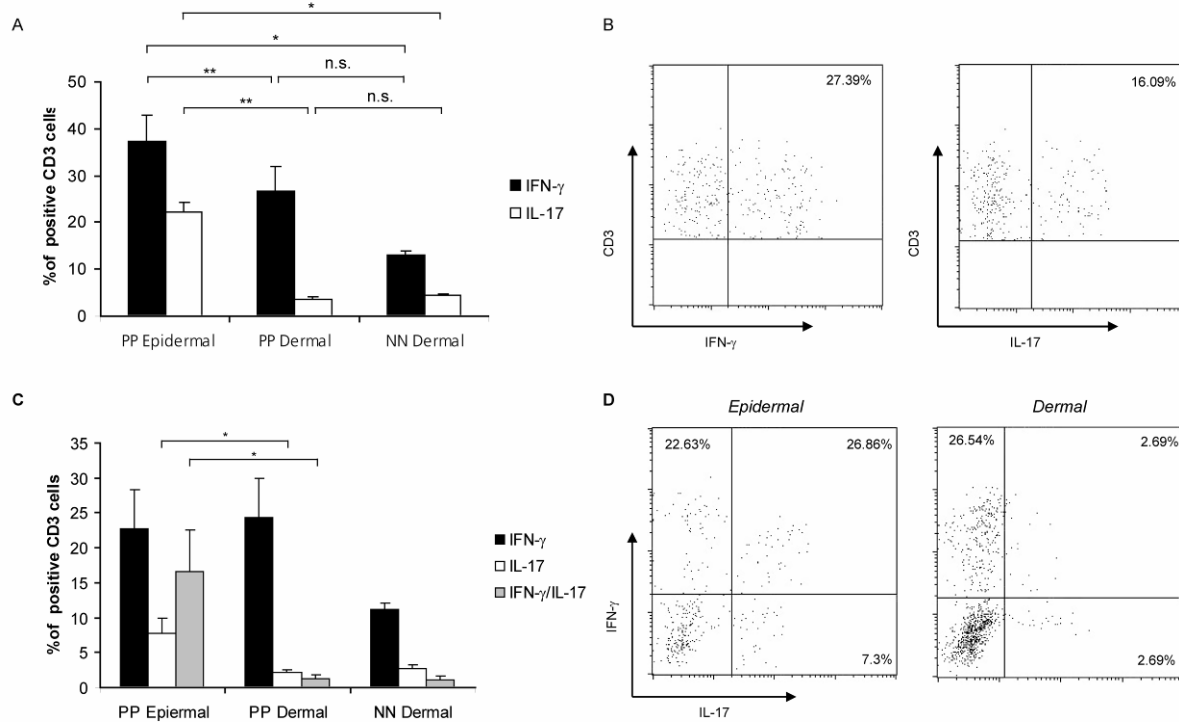 A
*
*
**
n.s.
**
n.s.
50
40
30
20
10
0
%of positive CD3 cells
PP Epidermal
PP Dermal
NN Dermal
IFN-γ
IL-17
B
27.39%
CD3
IFN-γ
16.09%
CD3
IL-17
C
*
*
35
30
25
20
15
10
5
0
%of positive CD3 cells
PP Epiermal
PP Dermal
NN Dermal
IFN-γ
IL-17
IFN-γ/IL-17
D
Epidermal
22.63%
26.86%
7.3%
IFN-γ
IL-17
Dermal
26.54%
2.69%
2.69%